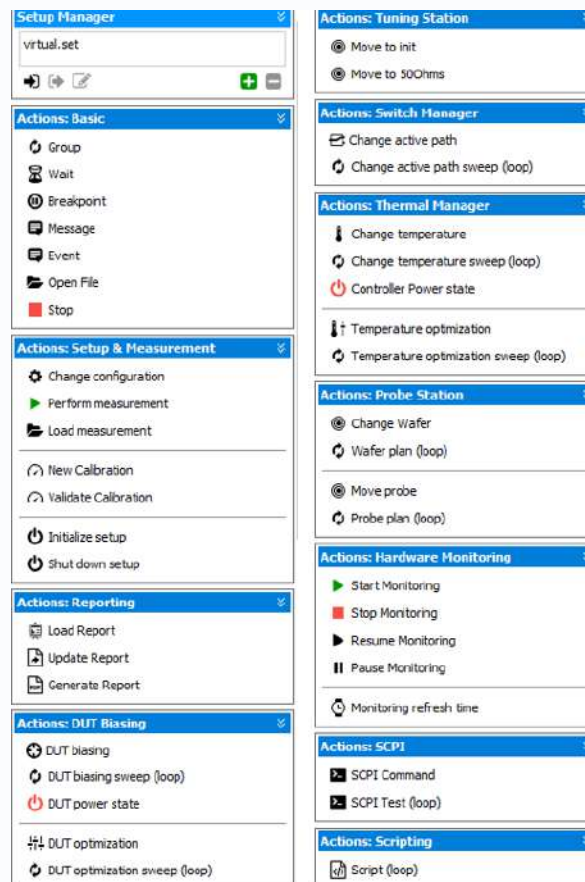 Setup Manager
virtual.set
Actions: Basic
Group
Wait
Breakpoint
Message
Event
Open File
Stop
Actions: Setup & Measurement
Change configuration
Perform measurement
Load measurement
New Calibration
Validate Calibration
Initialize setup
Shut down setup
Actions: Reporting
Load Report
Update Report
Generate Report
Actions: DUT Biasing
DUT biasing
DUT biasing sweep (loop)
DUT power state
DUT optimization
DUT optimization sweep (loop)
Actions: Tuning Station
Move to init
Move to 50Ohms
Actions: Switch Manager
Change active path
Change active path sweep (loop)
Actions: Thermal Manager
Change temperature
Change temperature sweep (loop)
Controller Power state
Temperature optmization
Temperature optmization sweep (loop)
Actions: Probe Station
Change Wafer
Wafer plan (loop)
Move probe
Probe plan (loop)
Actions: Hardware Monitoring
Start Monitoring
Stop Monitoring
Resume Monitoring
Pause Monitoring
Monitoring refresh time
Actions: SCPI
SCPI Command
SCPI Test (loop)
Actions: Scripting
Script (loop)